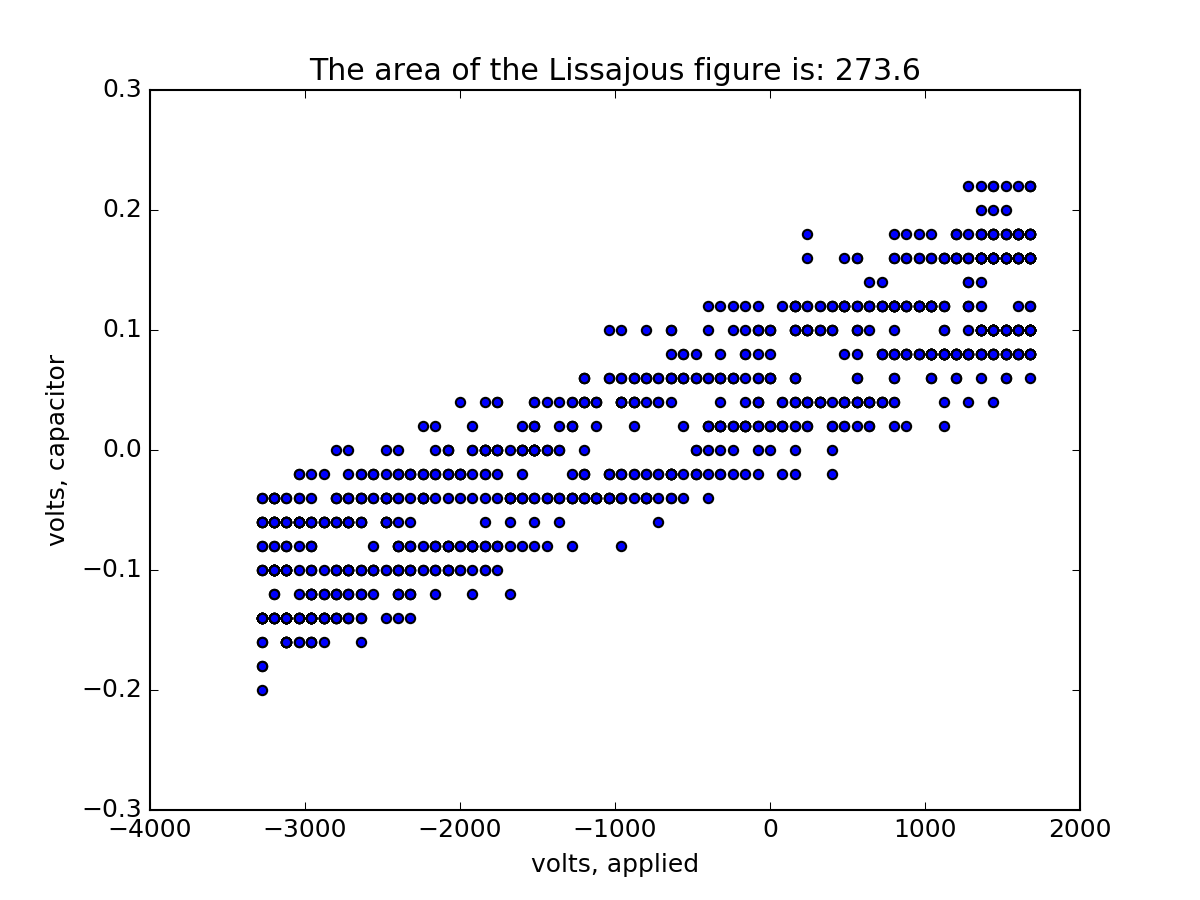 The area of the Lissajous figure is: 273.6
0.3
0.2
0.1
0.0
−0.1
−0.2
−0.3
volts, capacitor
−4000 −3000 −2000 −1000 0 1000 2000
volts, applied